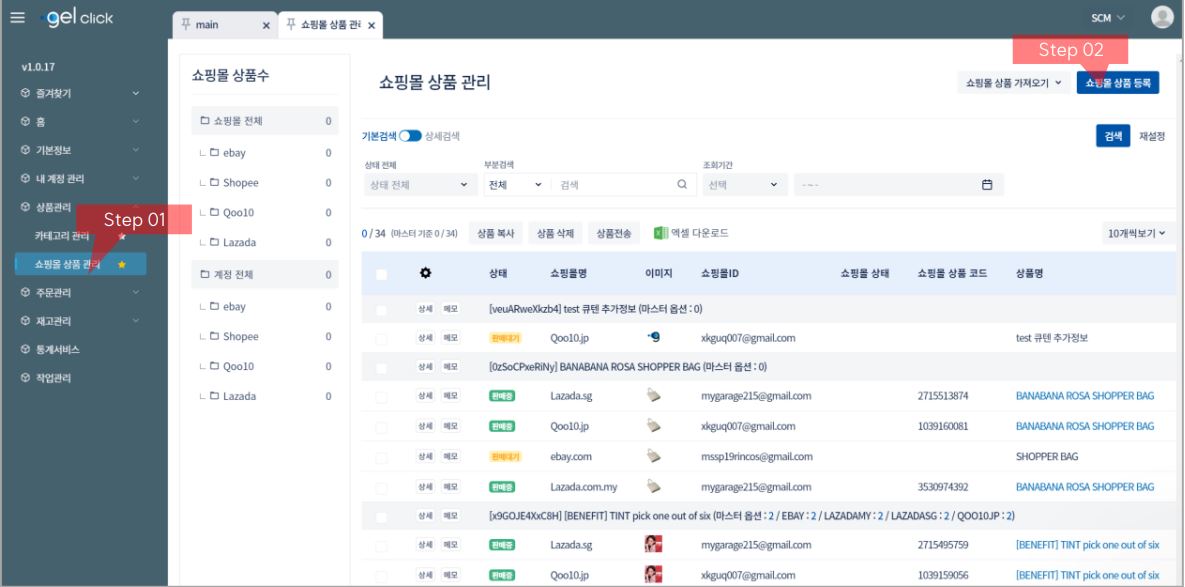 gel click
main
쇼핑몰 상품 관리
SCM
Step 02
v1.0.17
즐겨찾기
홈
기본정보
내 계정 관리
상품관리
Step 01
카테고리 관리
쇼핑몰 상품 관리
주문관리
재고관리
통계서비스
작업관리
쇼핑몰 상품수
쇼핑몰 전체 0
ebay 0
Shopee 0
Qoo10 0
Lazada 0
계정 전체 0
ebay 0
Shopee 0
Qoo10 0
Lazada 0
쇼핑몰 상품 관리
쇼핑몰 상품 가져오기
쇼핑몰 상품 등록
기본검색 상세검색
검색 재설정
상태 전체 부분검색 조회기간
상태 전체 전체 검색 선택 -~-
0 / 34 (마스터 기준 0 / 34) 상품 복사 상품 삭제 상품전송 엑셀 다운로드 10개씩보기
상태 쇼핑몰명 이미지 쇼핑몰ID 쇼핑몰 상태 쇼핑몰 상품 코드 상품명
상세 메모 [veuARweXkzb4] test 큐텐 추가정보 (마스터 옵션 : 0)
상세 메모 판매대기 Qoo10.jp xkguq007@gmail.com test 큐텐 추가정보
상세 메모 [0zSoCPxeRiNy] BANABANA ROSA SHOPPER BAG (마스터 옵션 : 0)
상세 메모 판매중 Lazada.sg mygarage215@gmail.com 2715513874 BANABANA ROSA SHOPPER BAG
상세 메모 판매중 Qoo10.jp xkguq007@gmail.com 1039160081 BANABANA ROSA SHOPPER BAG
상세 메모 판매대기 ebay.com mssp19rincos@gmail.com SHOPPER BAG
상세 메모 판매중 Lazada.com.my mygarage215@gmail.com 3530974392 BANABANA ROSA SHOPPER BAG
상세 메모 [x9GOJE4XxC8H] [BENEFIT] TINT pick one out of six (마스터 옵션 : 2 / EBAY : 2 / LAZADAMY : 2 / LAZADASG : 2 / QOO10JP : 2)
상세 메모 판매중 Lazada.sg mygarage215@gmail.com 2715495759 [BENEFIT] TINT pick one out of six
상세 메모 판매중 Qoo10.jp xkguq007@gmail.com 1039159056 [BENEFIT] TINT pick one out of six